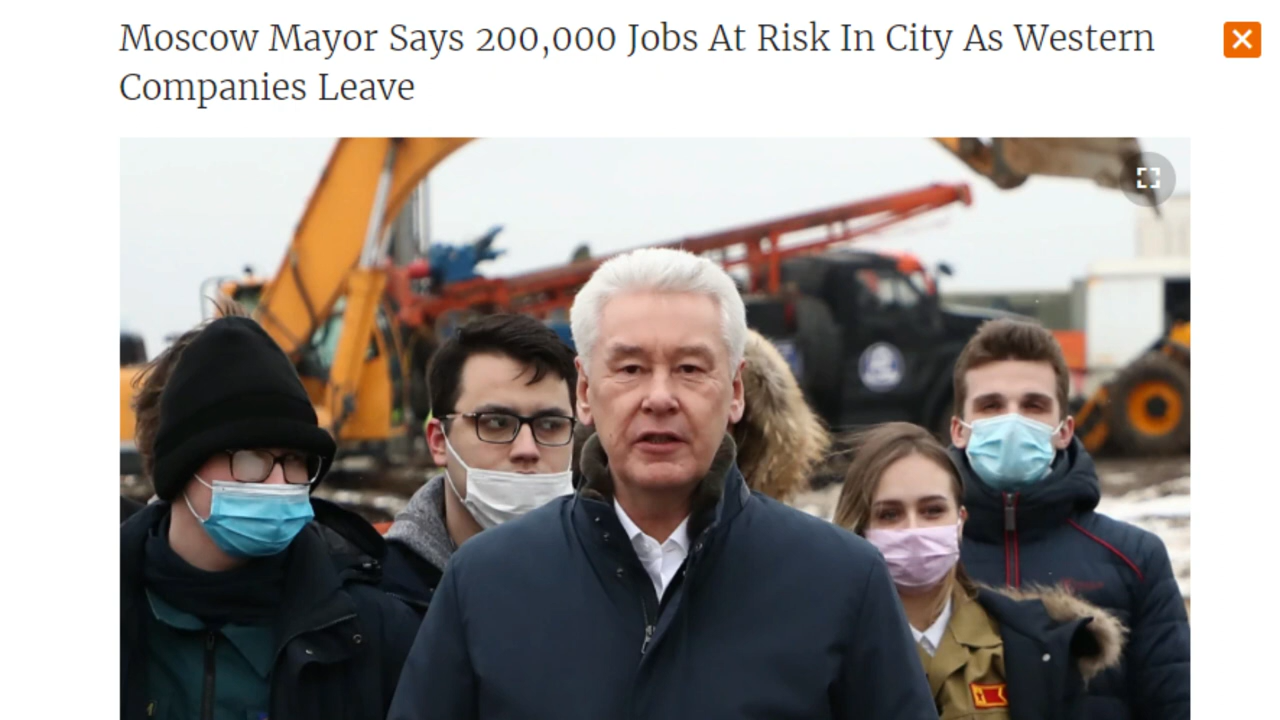 Moscow Mayor Says 200,000 Jobs At Risk In City As Western
Companies Leave